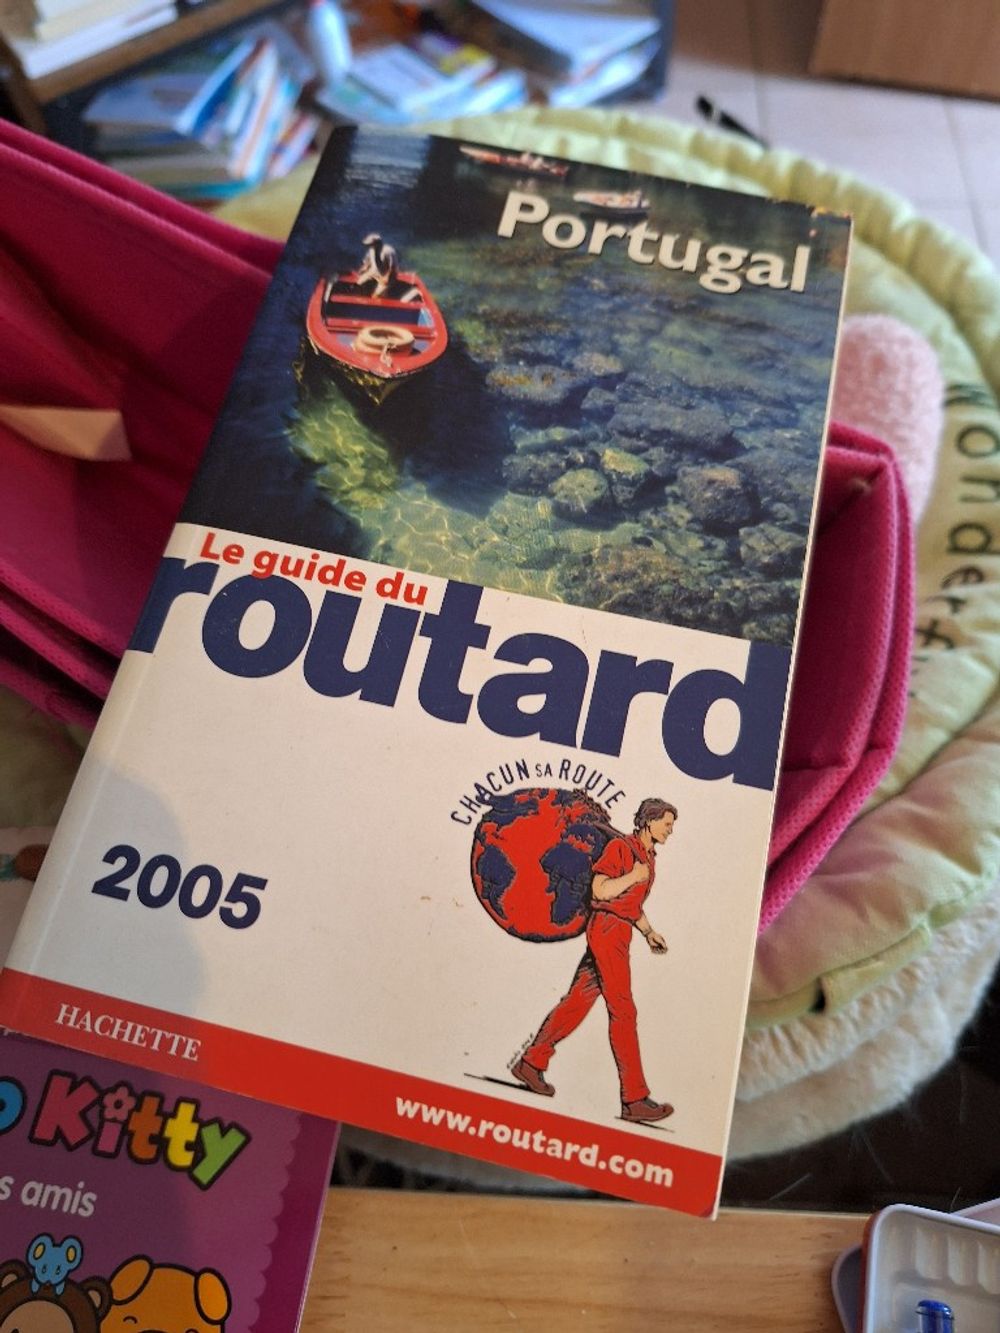 Portugal
Le guide du
routard
CHACUN SA ROUTE
2005
HACHETTE
www.routard.com
Kitty
amis